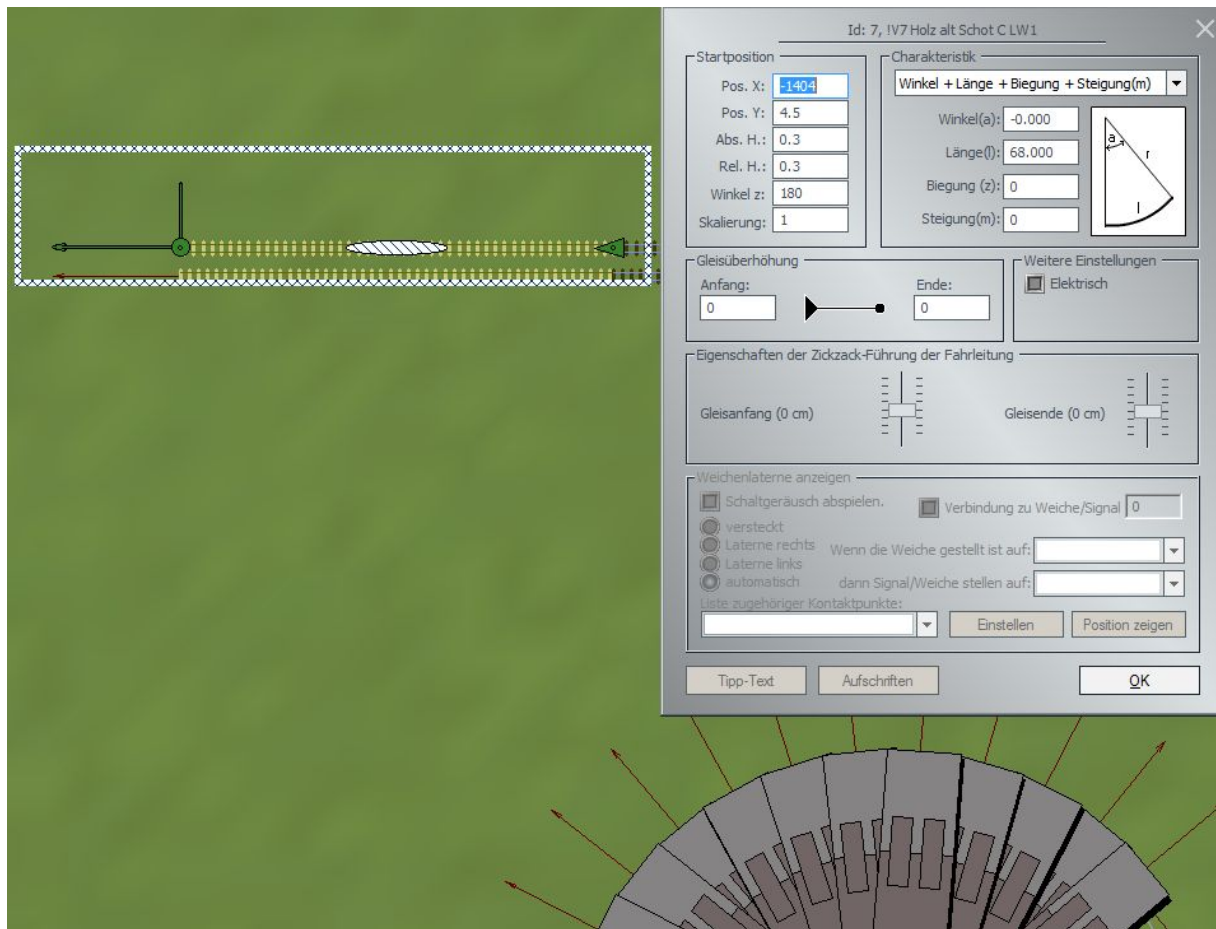 Id: 7, !V7 Holz alt Schot C LW1
Startposition
Pos. X: -1404
Pos. Y: 4.5
Abs. H.: 0.3
Rel. H.: 0.3
Winkel z: 180
Skalierung: 1
Charakteristik
Winkel + Länge + Biegung + Steigung(m)
Winkel(a): -0.000
Länge(l): 68.000
Biegung (z): 0
Steigung(m): 0
a
r
l
Gleisüberhöhung
Anfang: Ende:
0 0
Weitere Einstellungen
Elektrisch
Eigenschaften der Zickzack-Führung der Fahrleitung
Gleisanfang (0 cm) Gleisende (0 cm)
Weichenlaterne anzeigen
Schaltgeräusch abspielen. Verbindung zu Weiche/Signal 0
versteckt
Laterne rechts Wenn die Weiche gestellt ist auf:
Laterne links
automatisch dann Signal/Weiche stellen auf:
Liste zugehöriger Kontaktpunkte:
Einstellen Position zeigen
Tipp-Text Aufschriften OK